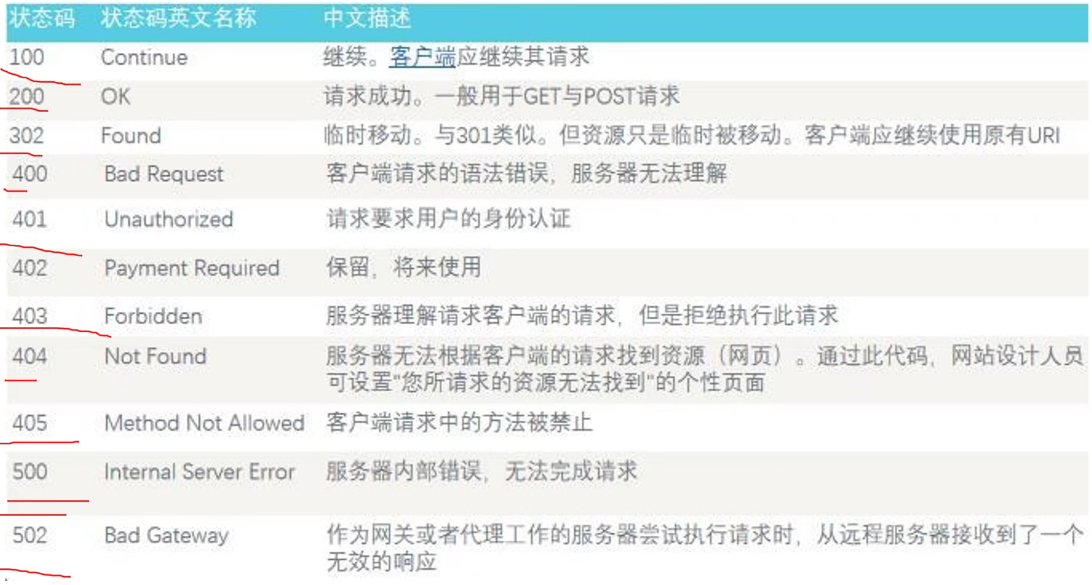 状态码 状态码英文名称 中文描述
100 Continue 继续。客户端应继续其请求
200 OK 请求成功。一般用于GET与POST请求
302 Found 临时移动。与301类似。但资源只是临时被移动。客户端应继续使用原有URI
400 Bad Request 客户端请求的语法错误，服务器无法理解
401 Unauthorized 请求要求用户的身份认证
402 Payment Required 保留，将来使用
403 Forbidden 服务器理解请求客户端的请求，但是拒绝执行此请求
404 Not Found 服务器无法根据客户端的请求找到资源（网页）。通过此代码，网站设计人员
可设置"您所请求的资源无法找到"的个性页面
405 Method Not Allowed 客户端请求中的方法被禁止
500 Internal Server Error 服务器内部错误，无法完成请求
502 Bad Gateway 作为网关或者代理工作的服务器尝试执行请求时，从远程服务器接收到了一个
无效的响应